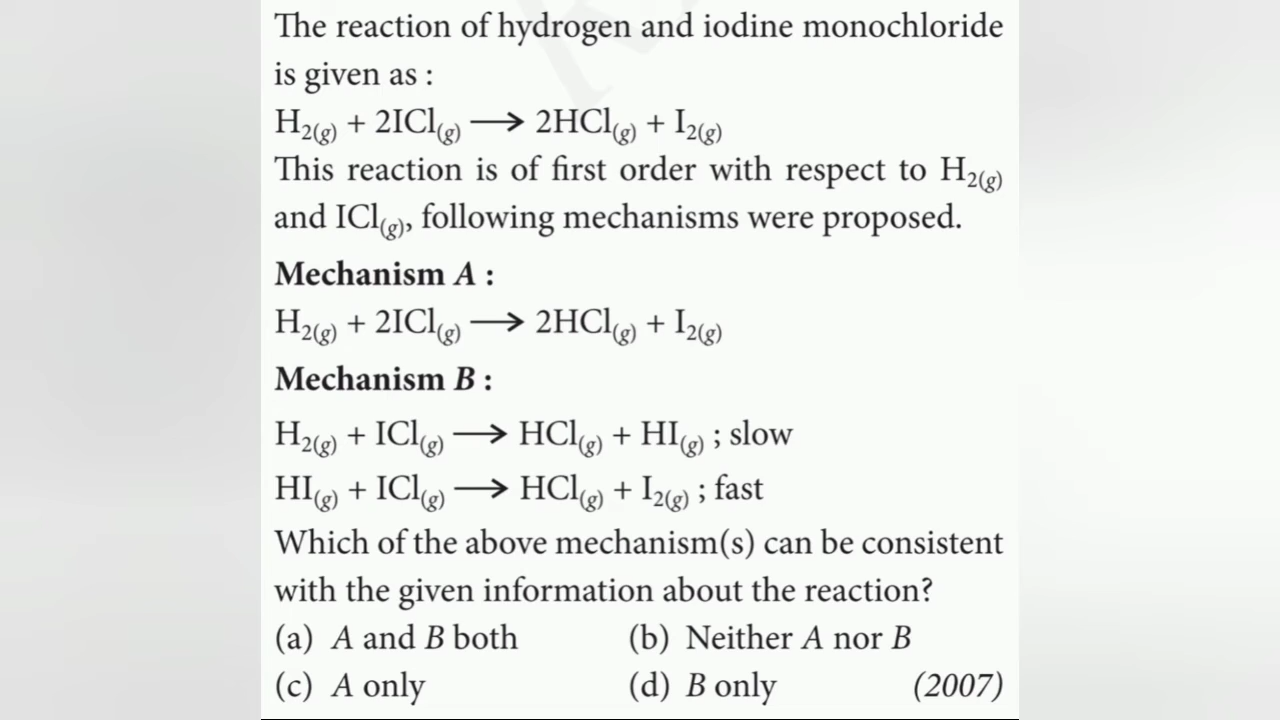 The reaction of hydrogen and iodine monochloride
is given as :
H₂(g) + 2ICl(g) ⟶ 2HCl(g) + I₂(g)
This reaction is of first order with respect to H₂(g)
and ICl(g), following mechanisms were proposed.
Mechanism A :
H₂(g) + 2ICl(g) ⟶ 2HCl(g) + I₂(g)
Mechanism B :
H₂(g) + ICl(g) ⟶ HCl(g) + HI(g) ; slow
HI(g) + ICl(g) ⟶ HCl(g) + I₂(g) ; fast
Which of the above mechanism(s) can be consistent
with the given information about the reaction?
(a) A and B both (b) Neither A nor B
(c) A only (d) B only (2007)